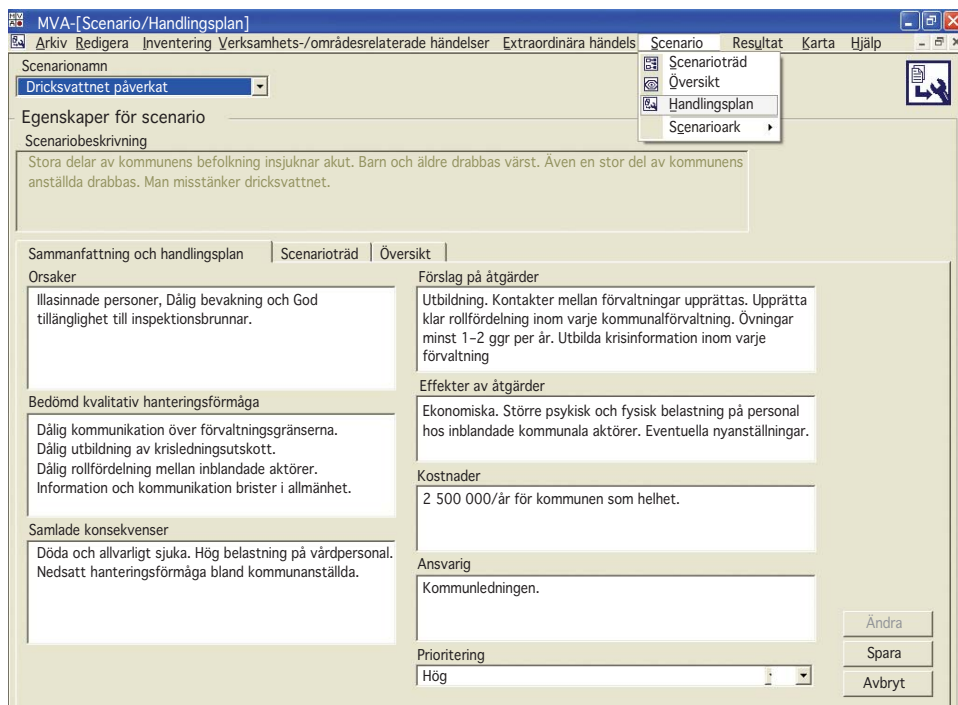 MVA-[Scenario/Handlingsplan]
Arkiv Redigera Inventering Verksamhets-/områdesrelaterade händelser Extraordinära händels Scenario Resultat Karta Hjälp
Scenarioträd
Översikt
Handlingsplan
Scenarioark
Scenarionamn
Dricksvattnet påverkat
Egenskaper för scenario
Scenariobeskrivning
Stora delar av kommunens befolkning insjuknar akut. Barn och äldre drabbas värst. Även en stor del av kommunens
anställda drabbas. Man misstänker dricksvattnet.
Sammanfattning och handlingsplan Scenarioträd Översikt
Orsaker
Illasinnade personer, Dålig bevakning och God
tillänglighet till inspektionsbrunnar.
Bedömd kvalitativ hanteringsförmåga
Dålig kommunikation över förvaltningsgränserna.
Dålig utbildning av krisledningsutskott.
Dålig rollfördelning mellan inblandade aktörer.
Information och kommunikation brister i allmänhet.
Samlade konsekvenser
Döda och allvarligt sjuka. Hög belastning på vårdpersonal.
Nedsatt hanteringsförmåga bland kommunanställda.
Förslag på åtgärder
Utbildning. Kontakter mellan förvaltningar upprättas. Upprätta
klar rollfördelning inom varje kommunalförvaltning. Övningar
minst 1–2 ggr per år. Utbilda krisinformation inom varje
förvaltning
Effekter av åtgärder
Ekonomiska. Större psykisk och fysisk belastning på personal
hos inblandade kommunala aktörer. Eventuella nyanställningar.
Kostnader
2 500 000/år för kommunen som helhet.
Ansvarig
Kommunledningen.
Prioritering
Hög
Ändra
Spara
Avbryt